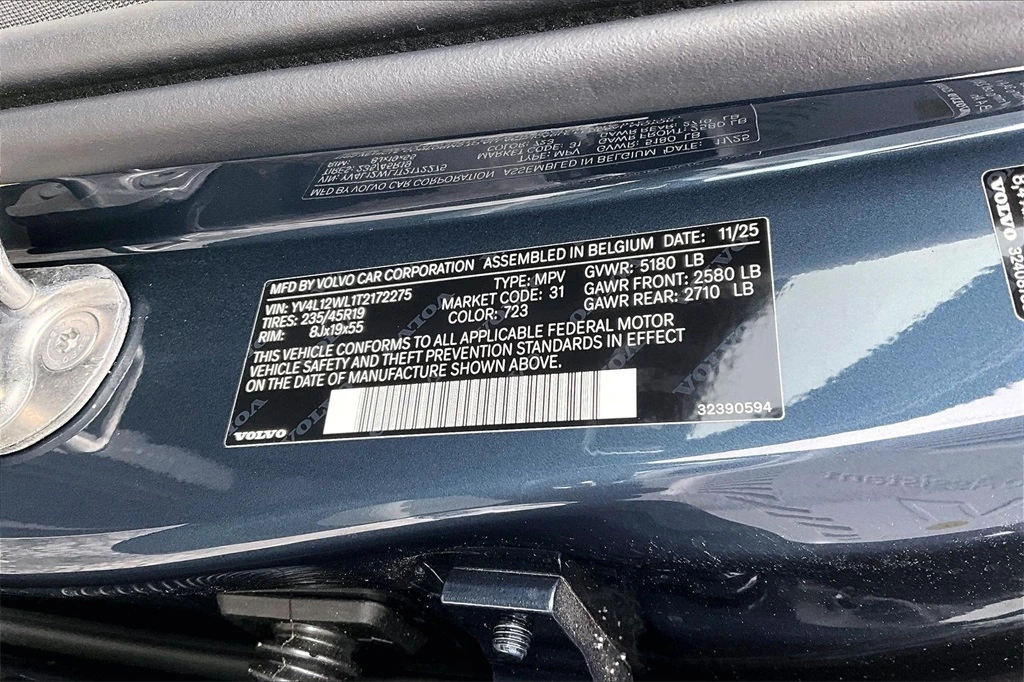 MFD BY VOLVO CAR CORPORATION ASSEMBLED IN BELGIUM DATE: 11/25
VIN: YV4L12WL1T2172275 TYPE: MPV GVWR: 5180 LB
TIRES: 235/45R19 MARKET CODE: 31 GAWR FRONT: 2580 LB
RIM: 8Jx19x55 COLOR: 723 GAWR REAR: 2710 LB
THIS VEHICLE CONFORMS TO ALL APPLICABLE FEDERAL MOTOR
VEHICLE SAFETY AND THEFT PREVENTION STANDARDS IN EFFECT
ON THE DATE OF MANUFACTURE SHOWN ABOVE.
32390594
VOLVO
VOLVO